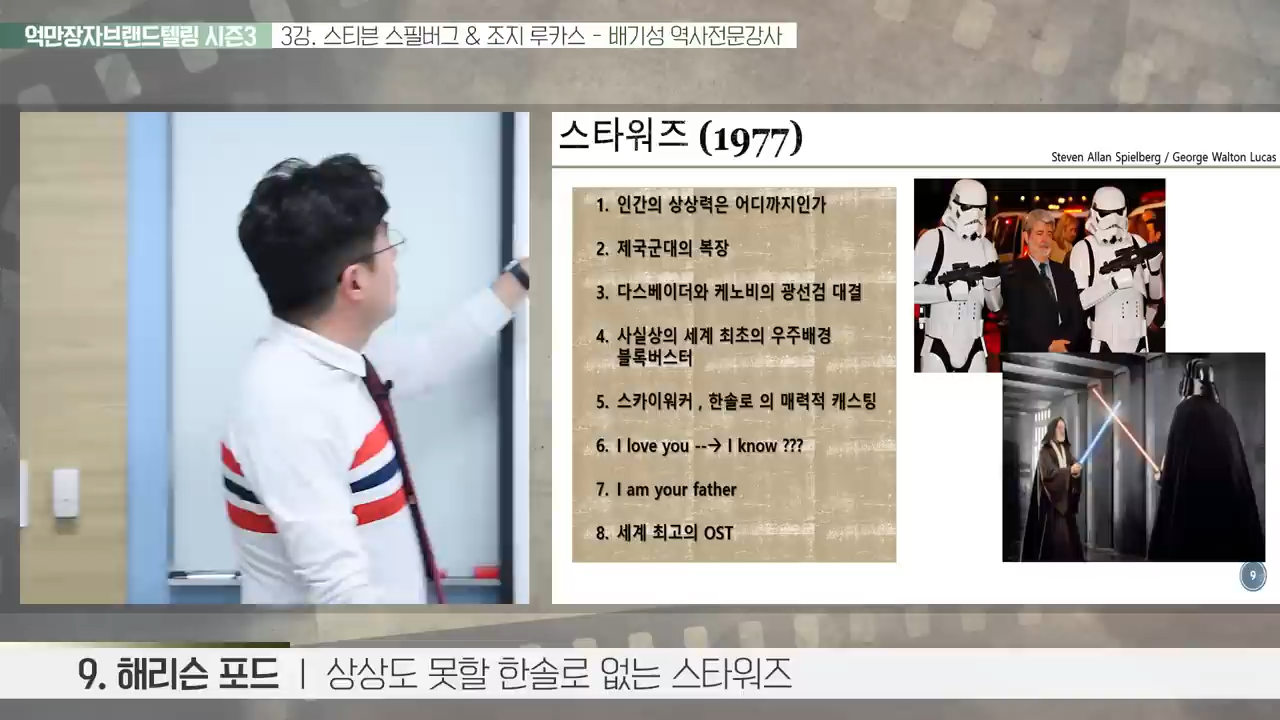 억만장자브랜드텔링 시즌3
3강. 스티븐 스필버그 & 조지 루카스 - 배기성 역사전문강사
스타워즈 (1977)
Steven Allan Spielberg / George Walton Lucas
1. 인간의 상상력은 어디까지인가
2. 제국군대의 복장
3. 다스베이더와 케노비의 광선검 대결
4. 사실상의 세계 최초의 우주배경
블록버스터
5. 스카이워커 , 한솔로 의 매력적 캐스팅
6. I love you --→ I know ???
7. I am your father
8. 세계 최고의 OST
9
9. 해리슨 포드 | 상상도 못할 한솔로 없는 스타워즈